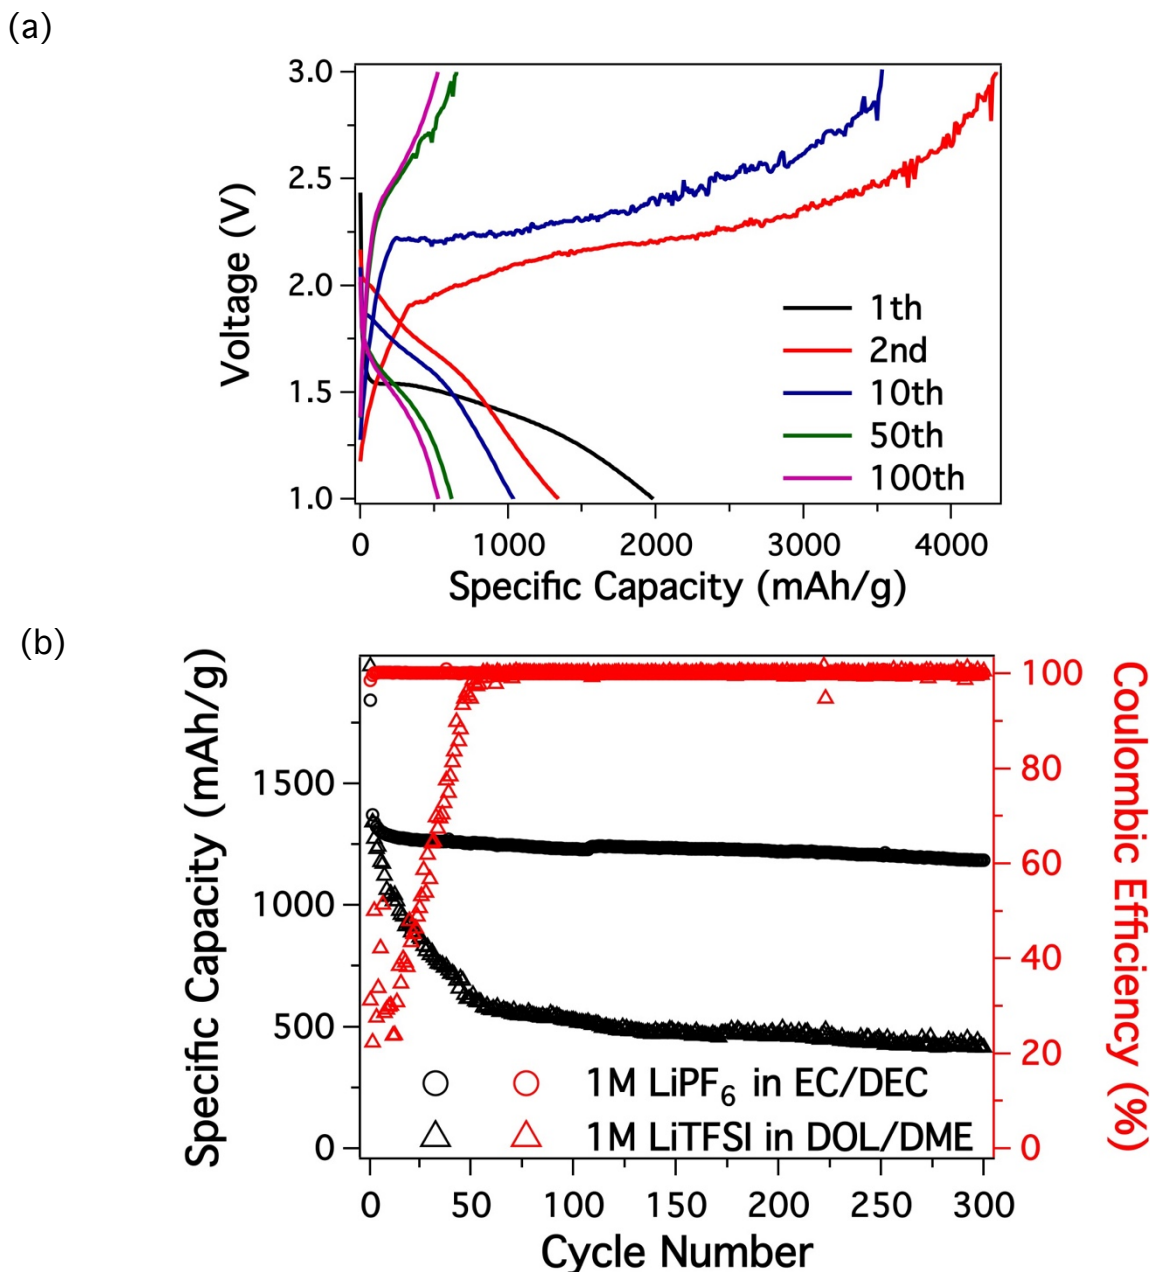 (a)
3.0
2.5
2.0
1.5
1.0
Voltage (V)
1th
2nd
10th
50th
100th
0 1000 2000 3000 4000
Specific Capacity (mAh/g)
(b)
1500
1000
500
0
Specific Capacity (mAh/g)
100
80
60
40
20
0
Coulombic Efficiency (%)
1M LiPF6 in EC/DEC
1M LiTFSI in DOL/DME
0 50 100 150 200 250 300
Cycle Number